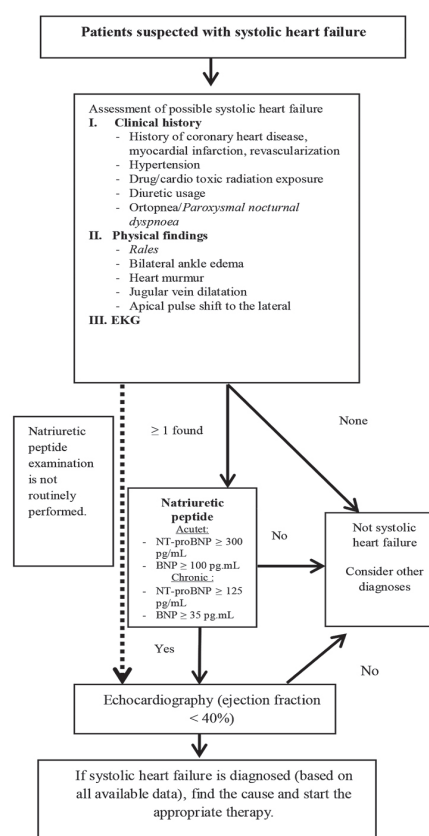 Patients suspected with systolic heart failure
Assessment of possible systolic heart failure
I. Clinical history
- History of coronary heart disease,
myocardial infarction, revascularization
- Hypertension
- Drug/cardio toxic radiation exposure
- Diuretic usage
- Ortopnea/Paroxysmal nocturnal
dyspnoea
II. Physical findings
- Rales
- Bilateral ankle edema
- Heart murmur
- Jugular vein dilatation
- Apical pulse shift to the lateral
III. EKG
Natriuretic
peptide
examination
is not
routinely
performed.
≥ 1 found
None
Natriuretic
peptide
Acutet:
- NT-proBNP ≥ 300
pg/mL
- BNP ≥ 100 pg.mL
Chronic :
- NT-proBNP ≥ 125
pg/mL
- BNP ≥ 35 pg.mL
No
Not systolic
heart failure
Consider other
diagnoses
Yes
No
Echocardiography (ejection fraction
< 40%)
If systolic heart failure is diagnosed (based on
all available data), find the cause and start the
appropriate therapy.